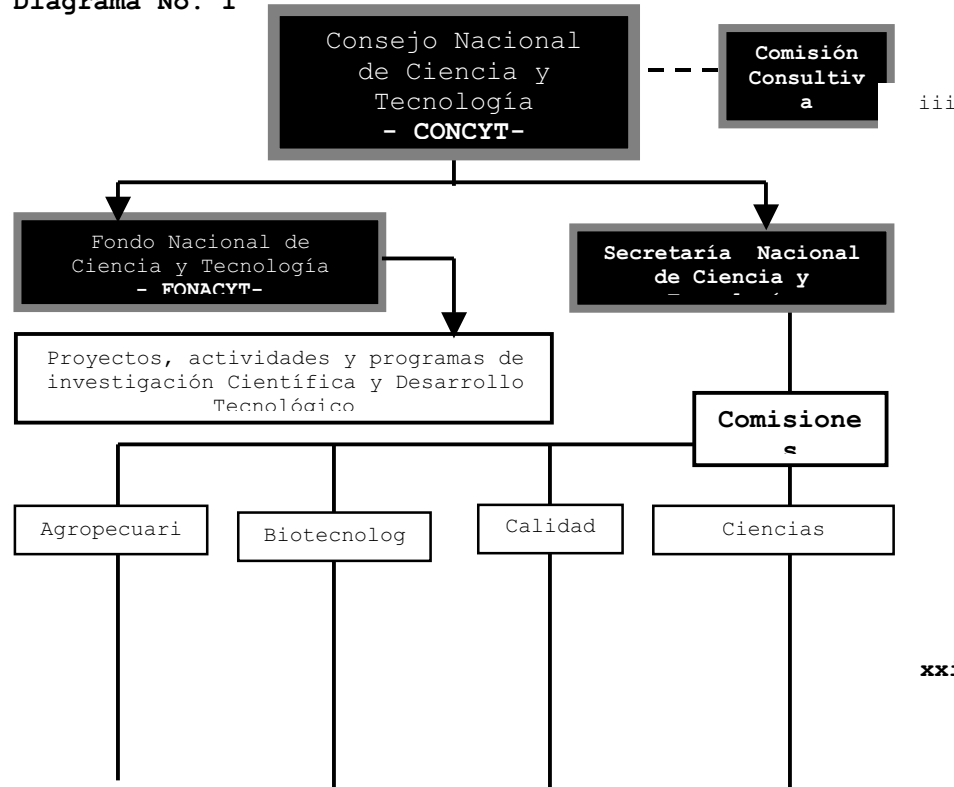 Diagrama No. 1
Consejo Nacional
de Ciencia y
Tecnología
- CONCYT-
Comisión
Consultiv
a
iii
Fondo Nacional de
Ciencia y Tecnología
- FONACYT-
Secretaría Nacional
de Ciencia y
Proyectos, actividades y programas de
investigación Científica y Desarrollo
Tecnológico
Comisione
s
Agropecuari
Biotecnolog
Calidad
Ciencias